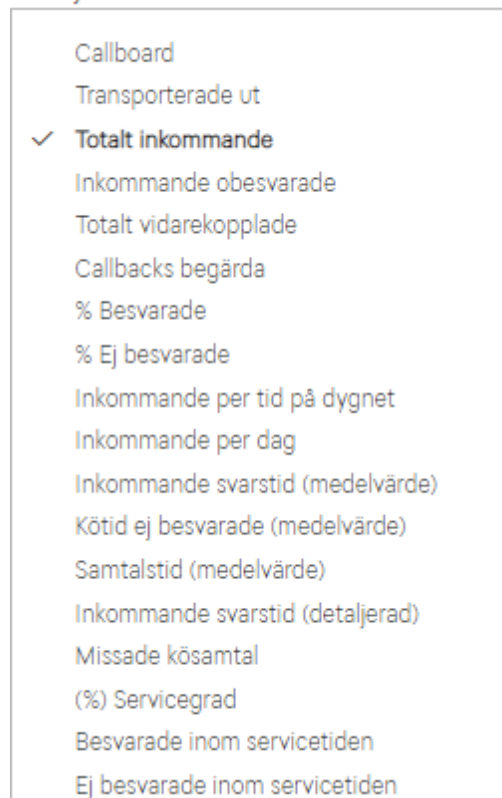 Callboard
Transporterade ut
Totalt inkommande
Inkommande obesvarade
Totalt vidarekopplade
Callbacks begärda
% Besvarade
% Ej besvarade
Inkommande per tid på dygnet
Inkommande per dag
Inkommande svarstid (medelvärde)
Kötid ej besvarade (medelvärde)
Samtalstid (medelvärde)
Inkommande svarstid (detaljerad)
Missade kösamtal
(%) Servicegrad
Besvarade inom servicetiden
Ej besvarade inom servicetiden